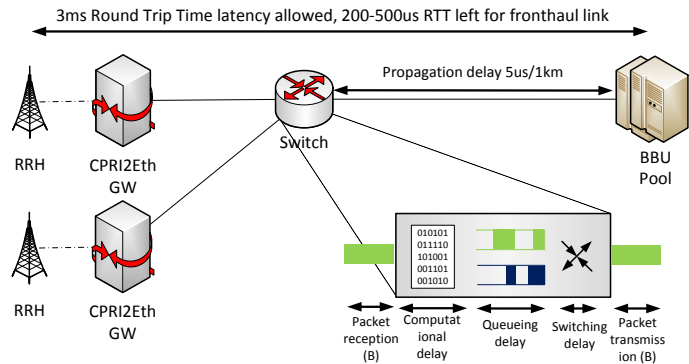 3ms Round Trip Time latency allowed, 200-500us RTT left for fronthaul link
Propagation delay 5us/1km
RRH
CPRI2Eth
GW
Switch
BBU
Pool
RRH
CPRI2Eth
GW
010101
011110
101001
001101
001010
Packet
reception
(B)
Computat
ional
delay
Queueing
delay
Switching
delay
Packet
transmiss
ion (B)